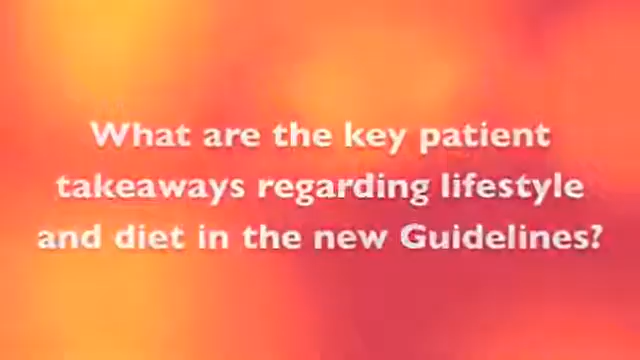 What are the key patient
takeaways regarding lifestyle
and diet in the new Guidelines?